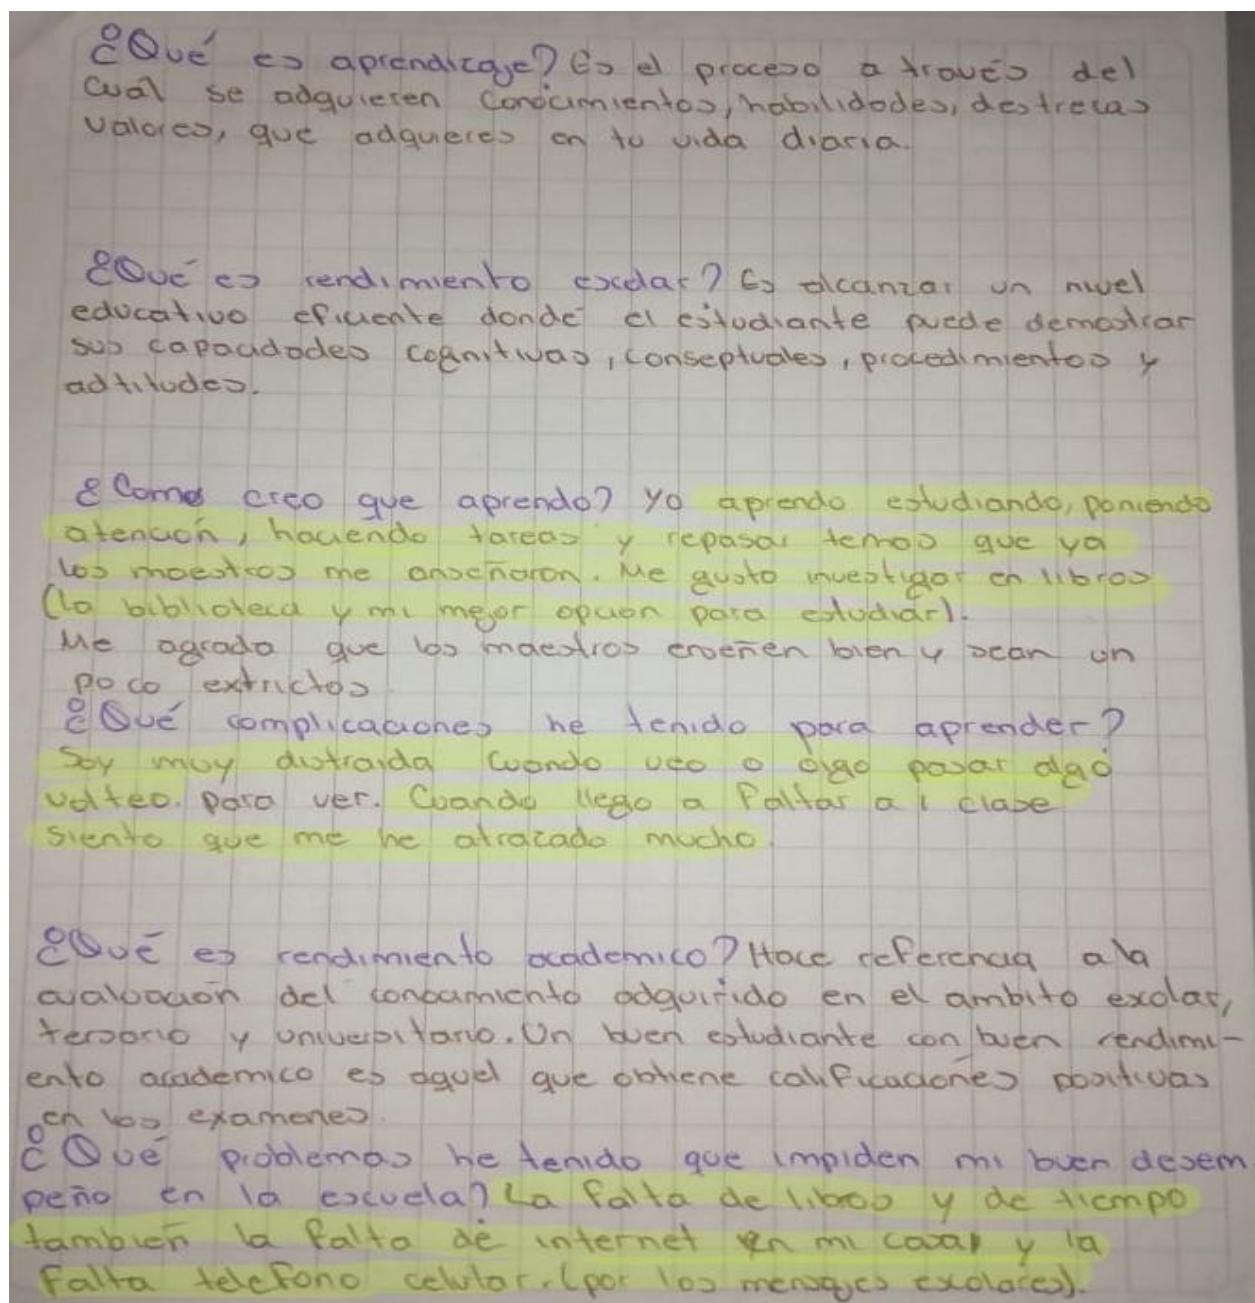 ¿Qué es aprendizaje? Es el proceso a través del
cual se adquieren conocimientos, habilidades, destrezas
valores, que adquieres en tu vida diaria.
¿Qué es rendimiento escolar? Es alcanzar un nivel
educativo eficiente donde el estudiante puede demostrar
sus capacidades cognitivas, conseptuales, procedimientos y
adtitudes.
¿Como creo que aprendo? Yo aprendo estudiando, poniendo
atención, haciendo tareas y repasar temas que ya
los maestros me enseñaron. Me gusto investigar en libros
(la biblioteca y mi mejor opcion para estudiar).
Me agrada que los maestros enseñen bien y sean un
poco extrictos
¿Qué complicaciones he tenido para aprender?
Soy muy distraida cuando veo o oigo pasar algo
volteo para ver. Cuando llego a faltar a 1 clase
siento que me he atrazado mucho.
¿Qué es rendimiento academico? Hace referencia a la
avaluación del conocimiento adquirido en el ambito exolar,
tersario y universitario. Un buen estudiante con buen rendimi-
ento academico es aquel que obtiene calificaciones positivas
en los examenes.
¿Qué problemas he tenido que impiden mi buen desem
peño en la escuela? La falta de libros y de tiempo
tambien la falta de internet en mi casa, y la
falta telefono celular. (por los mensajes exolares).